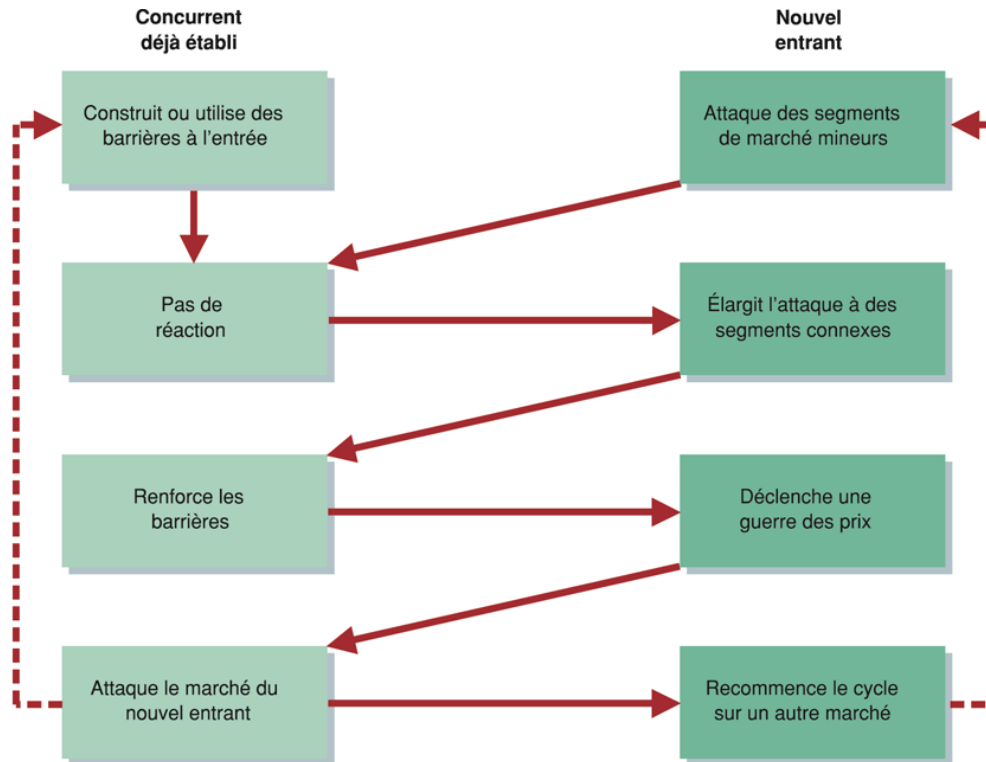 Concurrent
déjà établi
Nouvel
entrant
Construit ou utilise des
barrières à l'entrée
Attaque des segments
de marché mineurs
Pas de
réaction
Élargit l'attaque à des
segments connexes
Renforce les
barrières
Déclenche une
guerre des prix
Attaque le marché du
nouvel entrant
Recommence le cycle
sur un autre marché